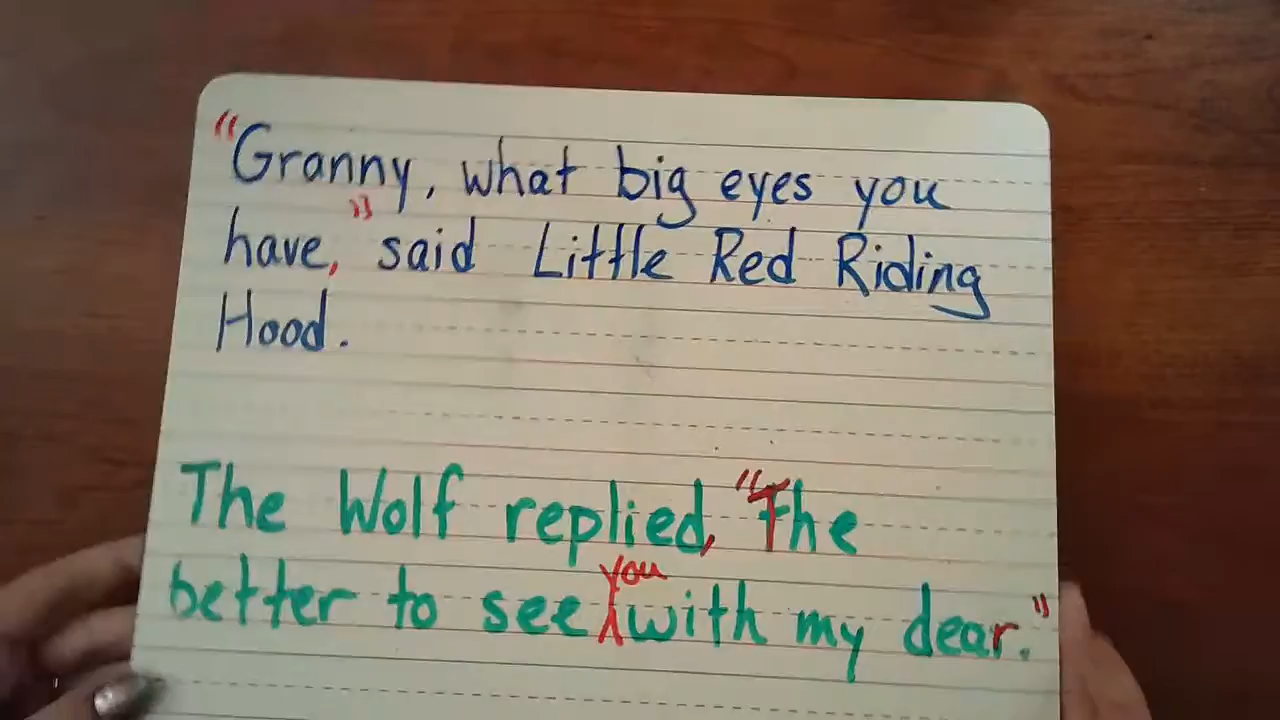 "Granny, what big eyes you
have," said Little Red Riding
Hood.
The Wolf replied, "The
better to see you with my dear."